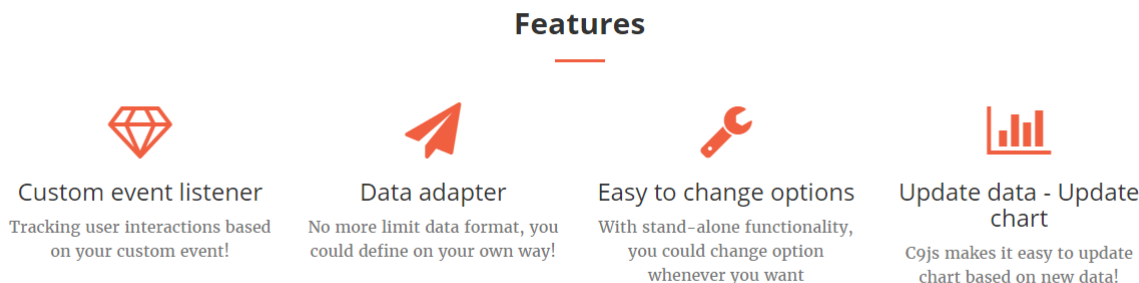 Features
Custom event listener
Tracking user interactions based
on your custom event!
Data adapter
No more limit data format, you
could define on your own way!
Easy to change options
With stand-alone functionality,
you could change option
whenever you want
Update data - Update
chart
C9js makes it easy to update
chart based on new data!